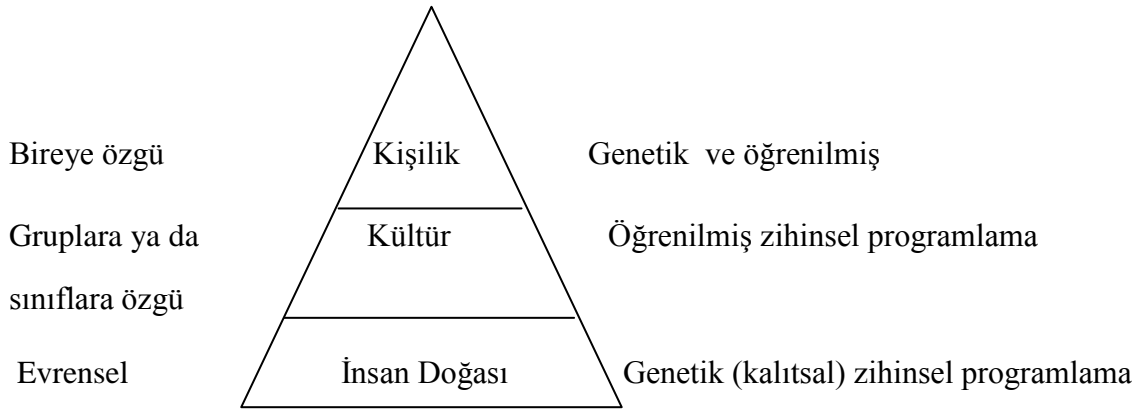 Bireye özgü Kişilik Genetik ve öğrenilmiş
Gruplara ya da Kültür Öğrenilmiş zihinsel programlama
sınıflara özgü
Evrensel İnsan Doğası Genetik (kalıtsal) zihinsel programlama